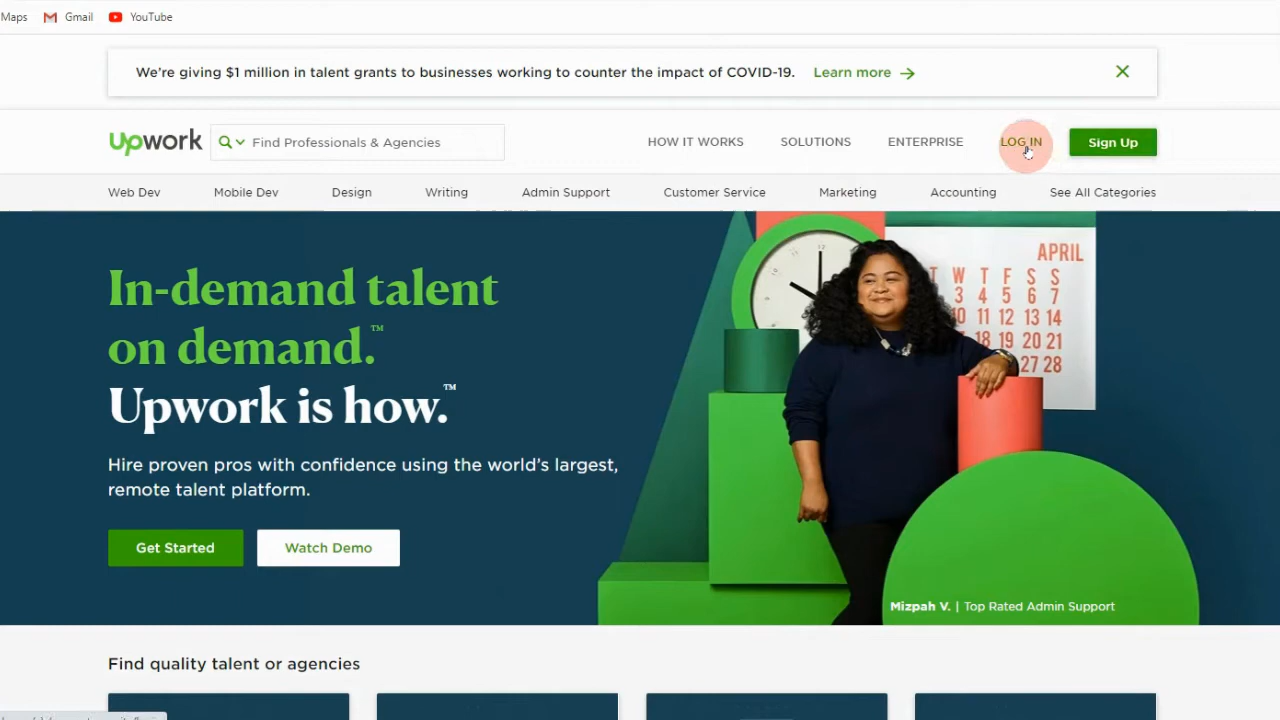 Maps Gmail YouTube
We're giving $1 million in talent grants to businesses working to counter the impact of COVID-19. Learn more →
Upwork Find Professionals & Agencies HOW IT WORKS SOLUTIONS ENTERPRISE LOG IN Sign Up
Web Dev Mobile Dev Design Writing Admin Support Customer Service Marketing Accounting See All Categories
In-demand talent
on demand.™
Upwork is how.™
Hire proven pros with confidence using the world's largest,
remote talent platform.
Get Started Watch Demo
APRIL
T W T F S S
3 4 5 6 7
10 11 12 13 14
18 19 20 21
27 28
Mizpah V. | Top Rated Admin Support
Find quality talent or agencies